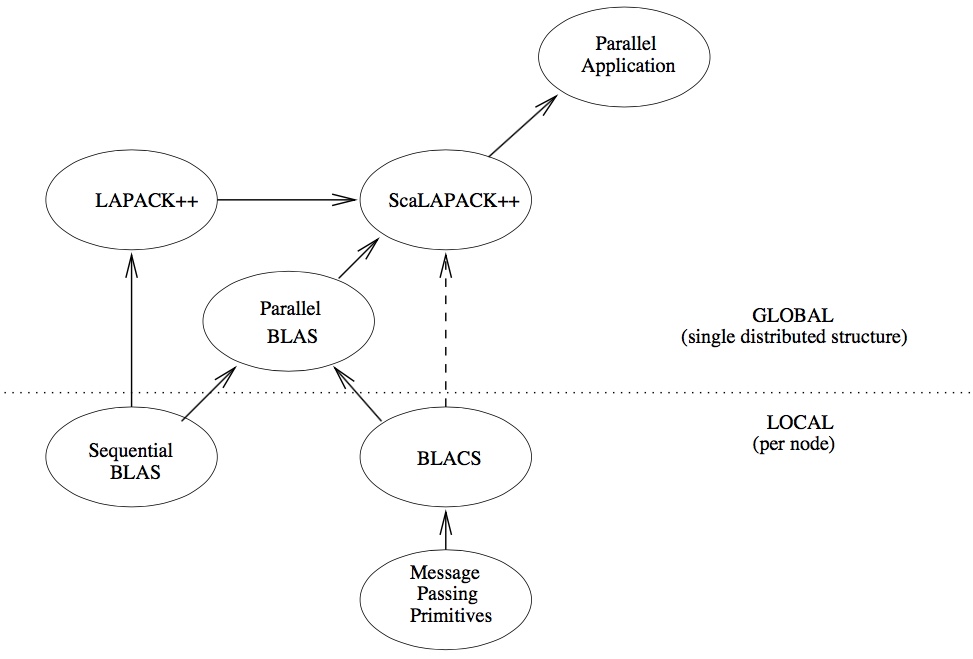 Parallel
Application
LAPACK++
ScaLAPACK++
Parallel
BLAS
GLOBAL
(single distributed structure)
LOCAL
(per node)
Sequential
BLAS
BLACS
Message
Passing
Primitives